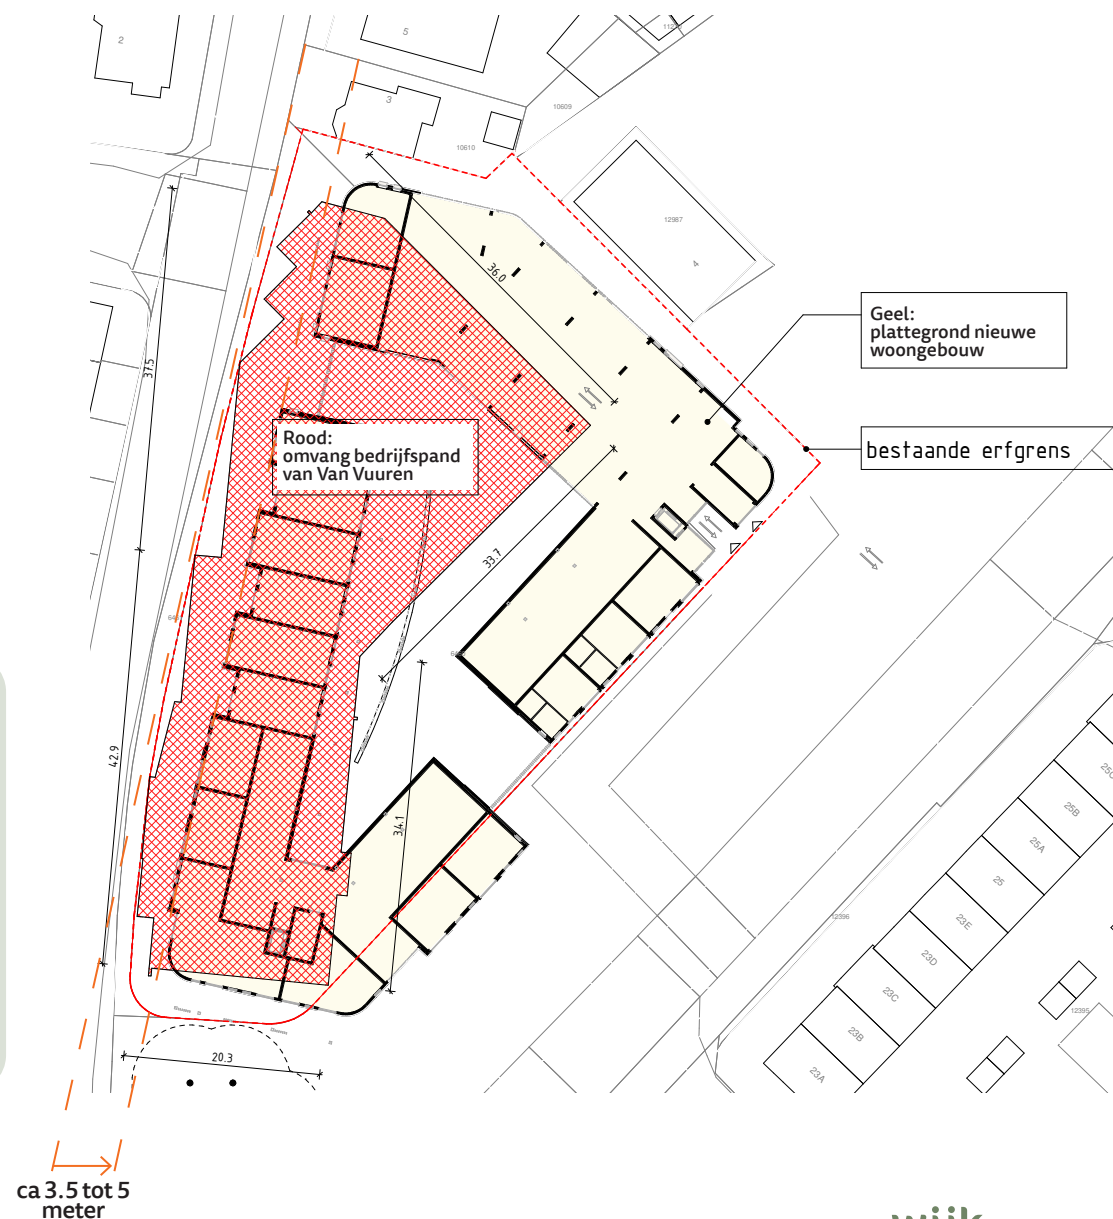 2
5
3
10609
10610
12987
4
36.0
37.5
Geel:
plattegrond nieuwe
woongebouw
bestaande erfgrens
Rood:
omvang bedrijfspand
van Van Vuuren
33.7
42.9
34.1
25B
25A
25
23E
23D
23C
23B
23A
12396
12395
20.3
ca 3.5 tot 5
meter
wijk